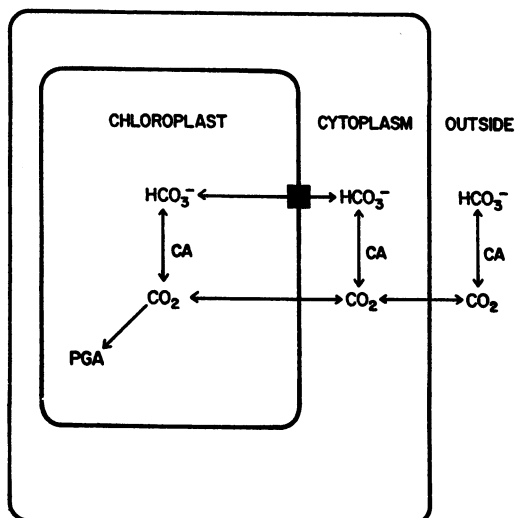 CHLOROPLAST CYTOPLASM OUTSIDE
HCO₃⁻ HCO₃⁻ HCO₃⁻
CA CA CA
CO₂ CO₂ CO₂
PGA